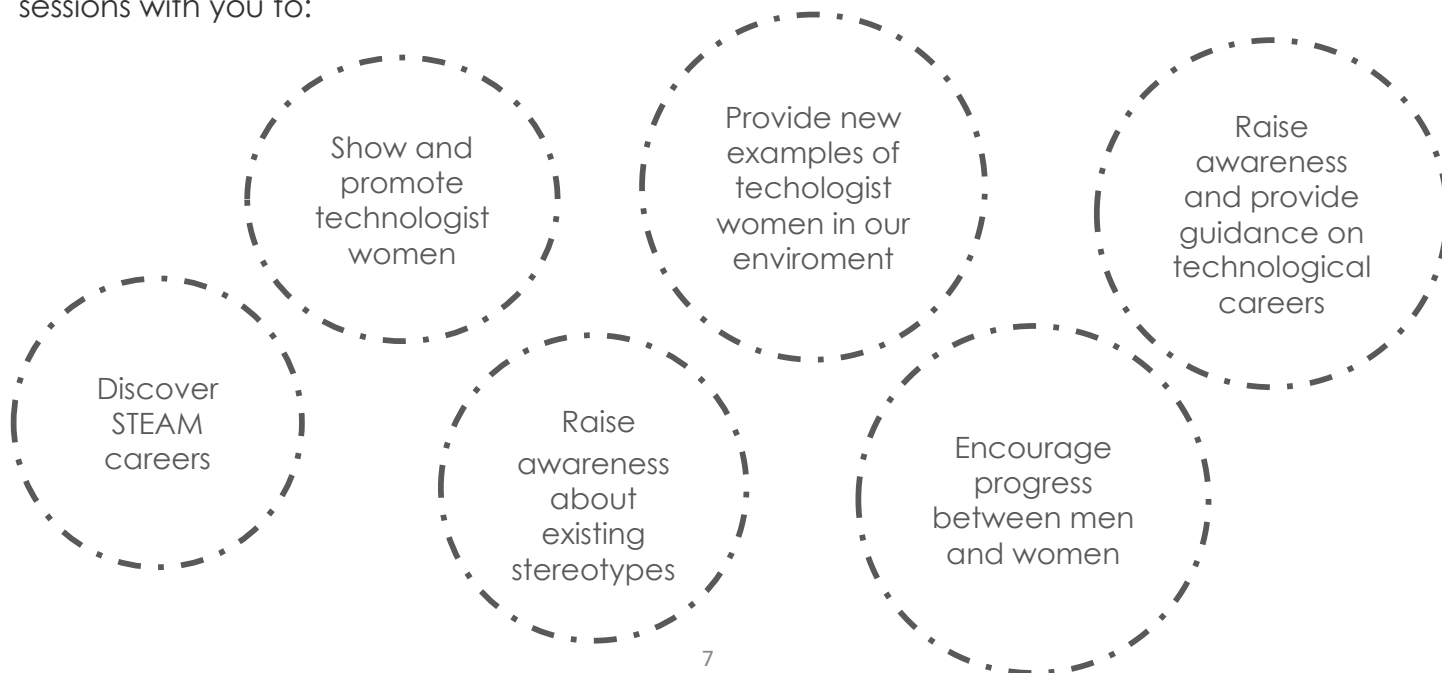 sessions with you to:
Show and
promote
technologist
women
Provide new
examples of
techologist
women in our
enviroment
Raise
awareness
and provide
guidance on
technological
careers
Discover
STEAM
careers
Raise
awareness
about
existing
stereotypes
Encourage
progress
between men
and women
7